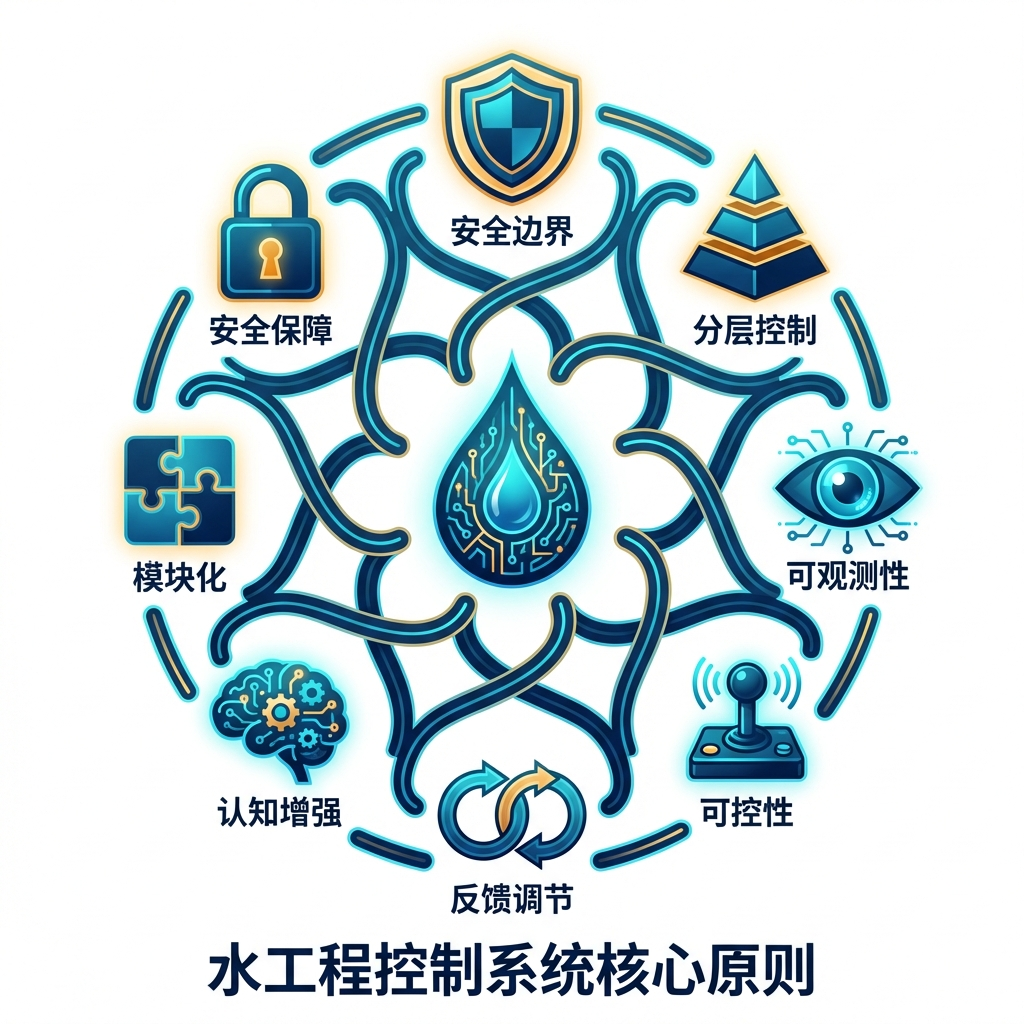 安全边界
安全保障
分层控制
模块化
可观测性
认知增强
可控性
反馈调节
水工程控制系统核心原则